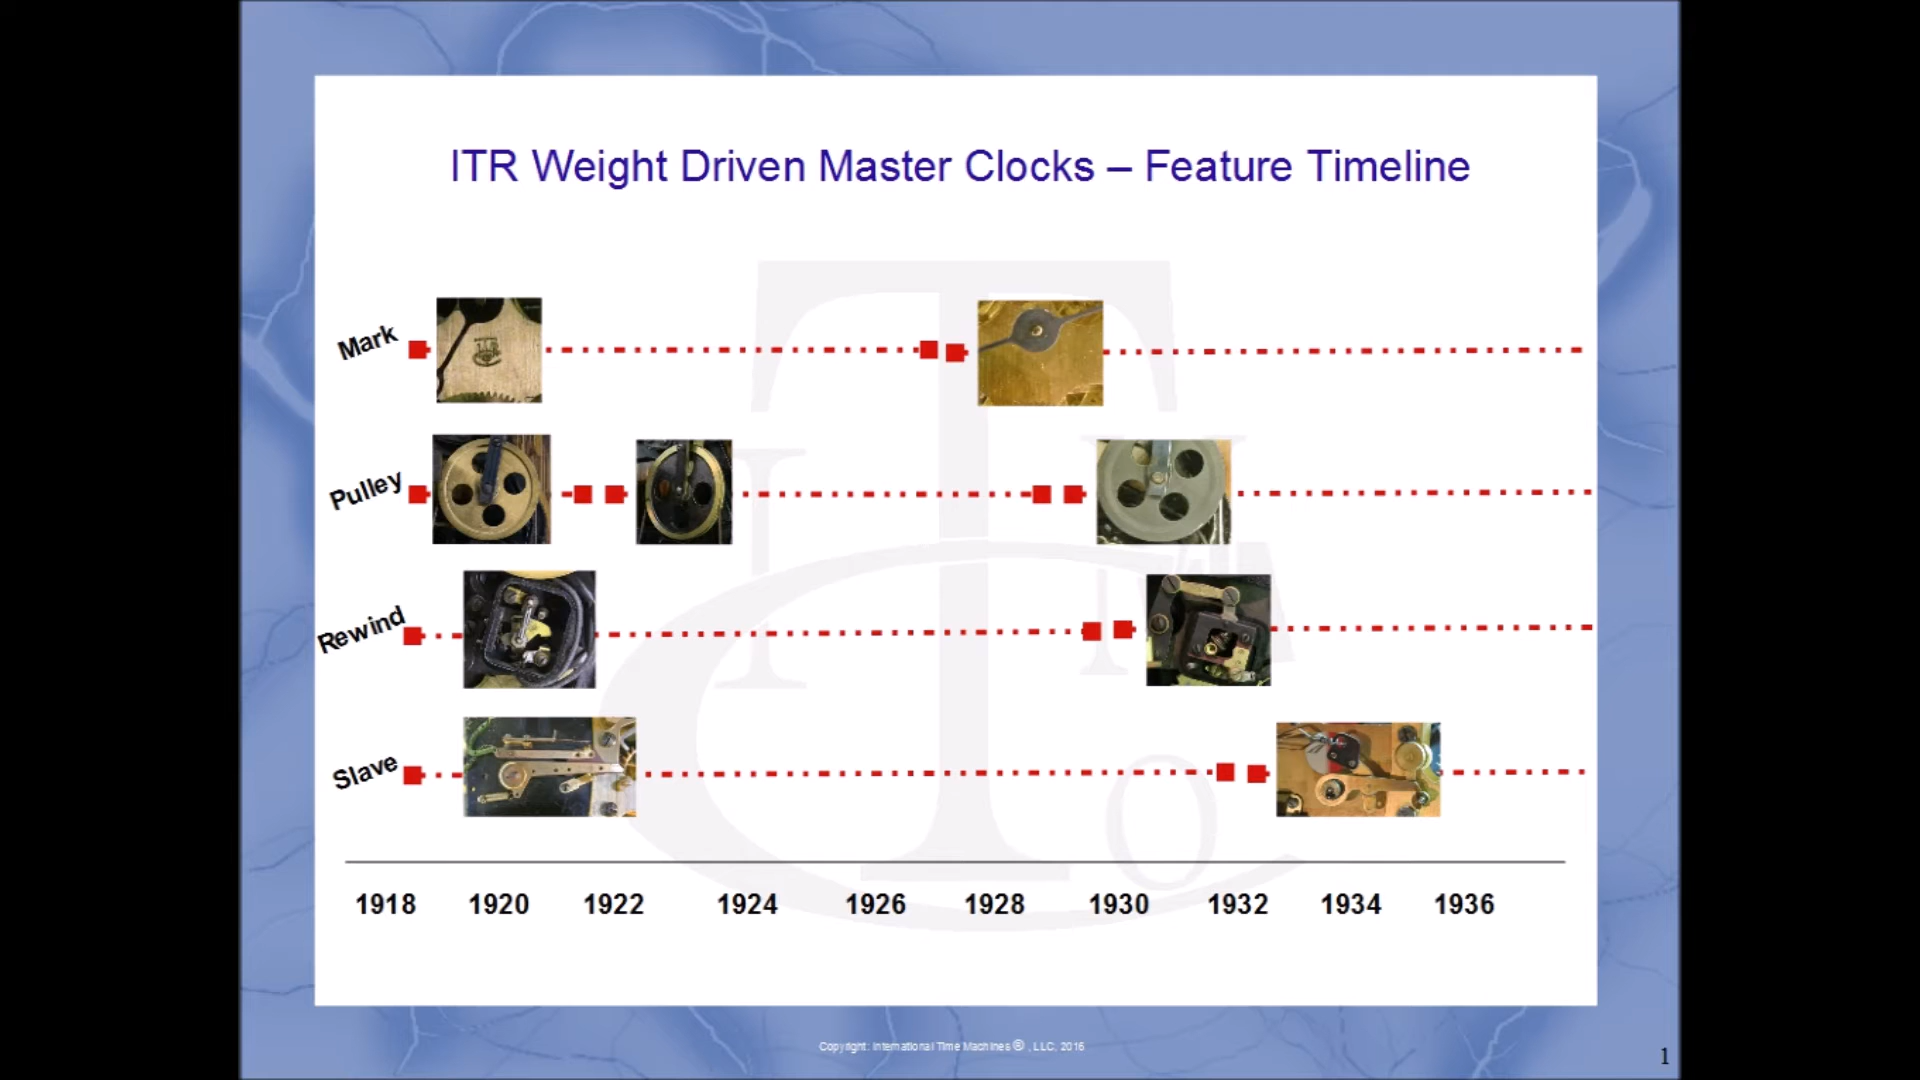 ITR Weight Driven Master Clocks – Feature Timeline
Mark
Pulley
Rewind
Slave
1918 1920 1922 1924 1926 1928 1930 1932 1934 1936
Copyright: International Time Machines ® , LLC, 2016
1